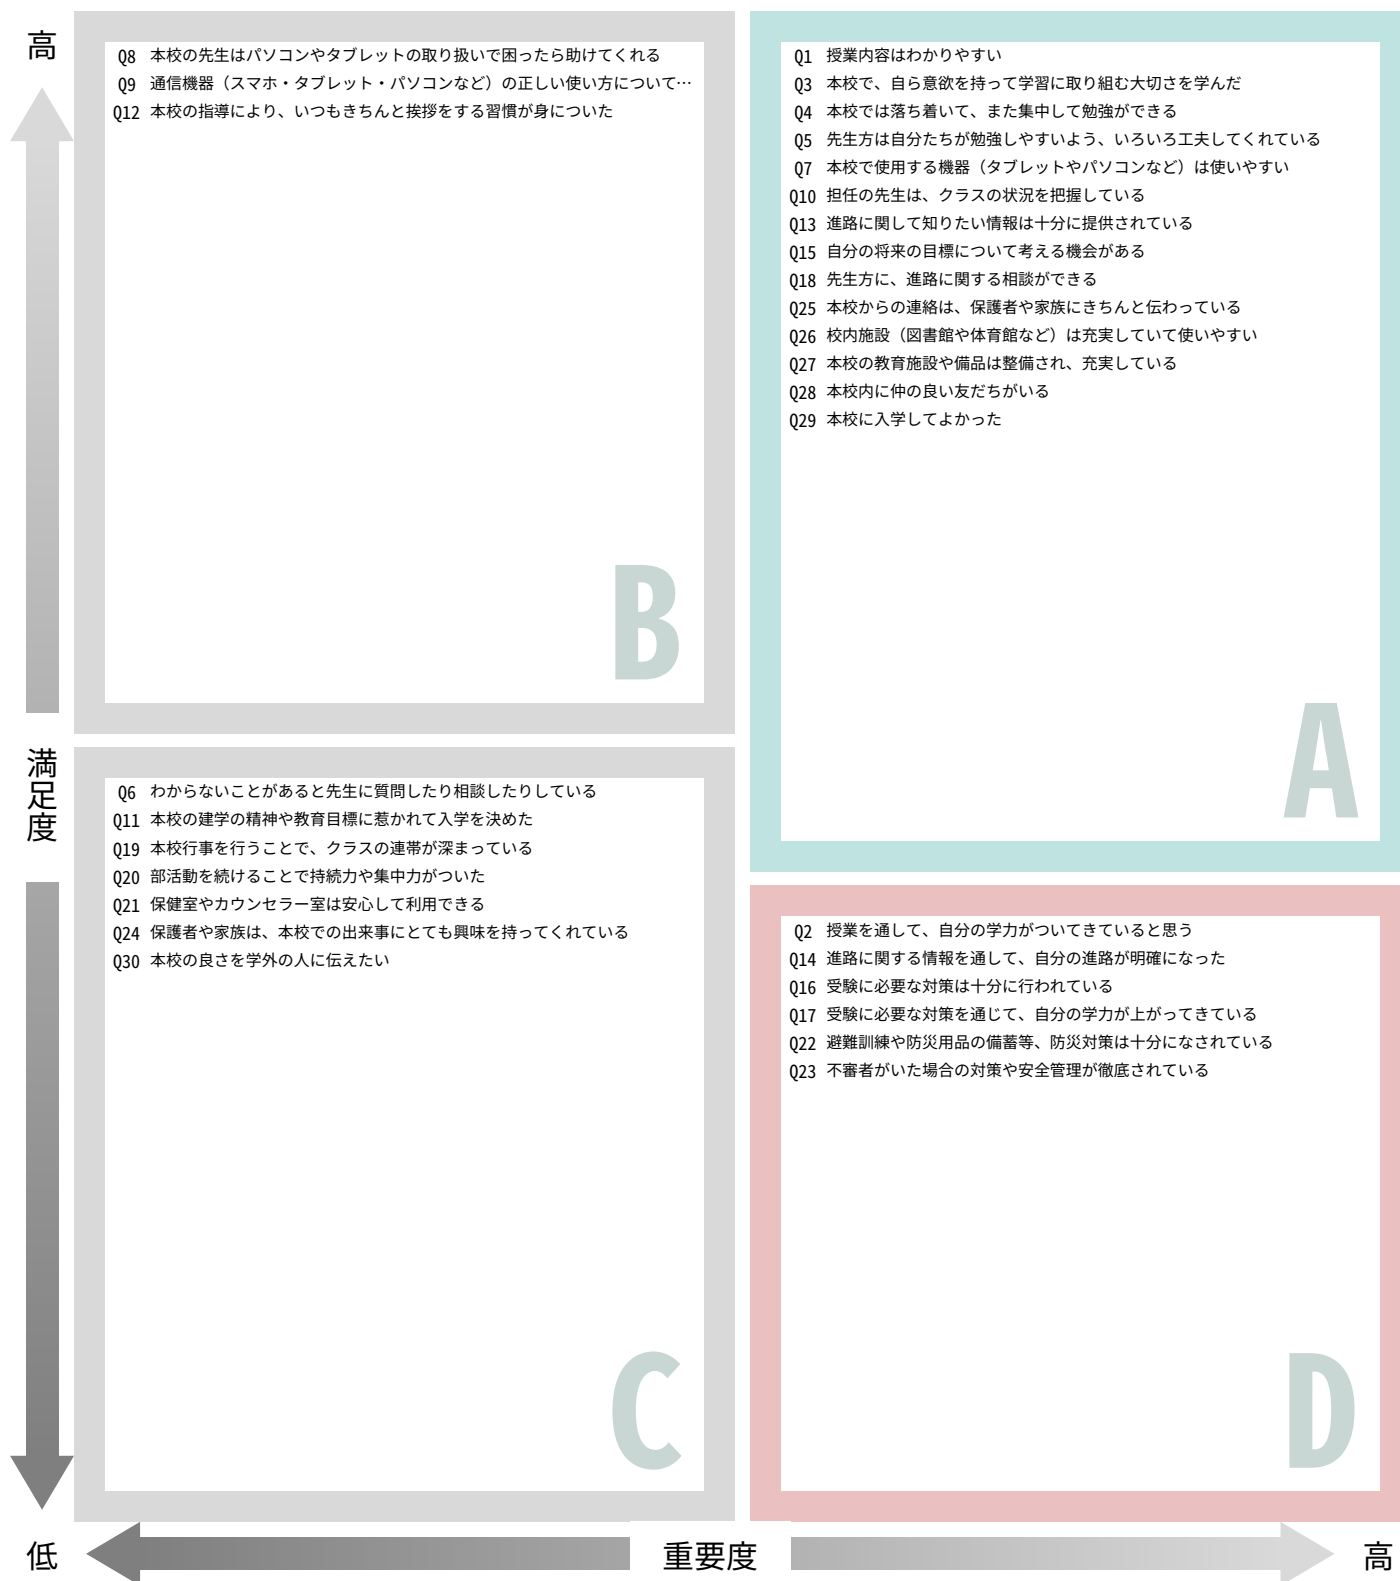 高
Q8 本校の先生はパソコンやタブレットの取り扱いで困ったら助けてくれる
Q9 通信機器（スマホ・タブレット・パソコンなど）の正しい使い方について…
Q12 本校の指導により、いつもきちんと挨拶をする習慣が身についた
B
Q1 授業内容はわかりやすい
Q3 本校で、自ら意欲を持って学習に取り組む大切さを学んだ
Q4 本校では落ち着いて、また集中して勉強ができる
Q5 先生方は自分たちが勉強しやすいよう、いろいろ工夫してくれている
Q7 本校で使用する機器（タブレットやパソコンなど）は使いやすい
Q10 担任の先生は、クラスの状況を把握している
Q13 進路に関して知りたい情報は十分に提供されている
Q15 自分の将来の目標について考える機会がある
Q18 先生方に、進路に関する相談ができる
Q25 本校からの連絡は、保護者や家族にきちんと伝わっている
Q26 校内施設（図書館や体育館など）は充実していて使いやすい
Q27 本校の教育施設や備品は整備され、充実している
Q28 本校内に仲の良い友だちがいる
Q29 本校に入学してよかった
A
満足度
Q6 わからないことがあると先生に質問したり相談したりしている
Q11 本校の建学の精神や教育目標に惹かれて入学を決めた
Q19 本校行事を行うことで、クラスの連帯が深まっている
Q20 部活動を続けることで持続力や集中力がついた
Q21 保健室やカウンセラー室は安心して利用できる
Q24 保護者や家族は、本校での出来事にとても興味を持ってくれている
Q30 本校の良さを学外の人に伝えたい
C
Q2 授業を通して、自分の学力がついてきていると思う
Q14 進路に関する情報を通して、自分の進路が明確になった
Q16 受験に必要な対策は十分に行われている
Q17 受験に必要な対策を通じて、自分の学力が上がってきている
Q22 避難訓練や防災用品の備蓄等、防災対策は十分になされている
Q23 不審者がいた場合の対策や安全管理が徹底されている
D
低
重要度
高